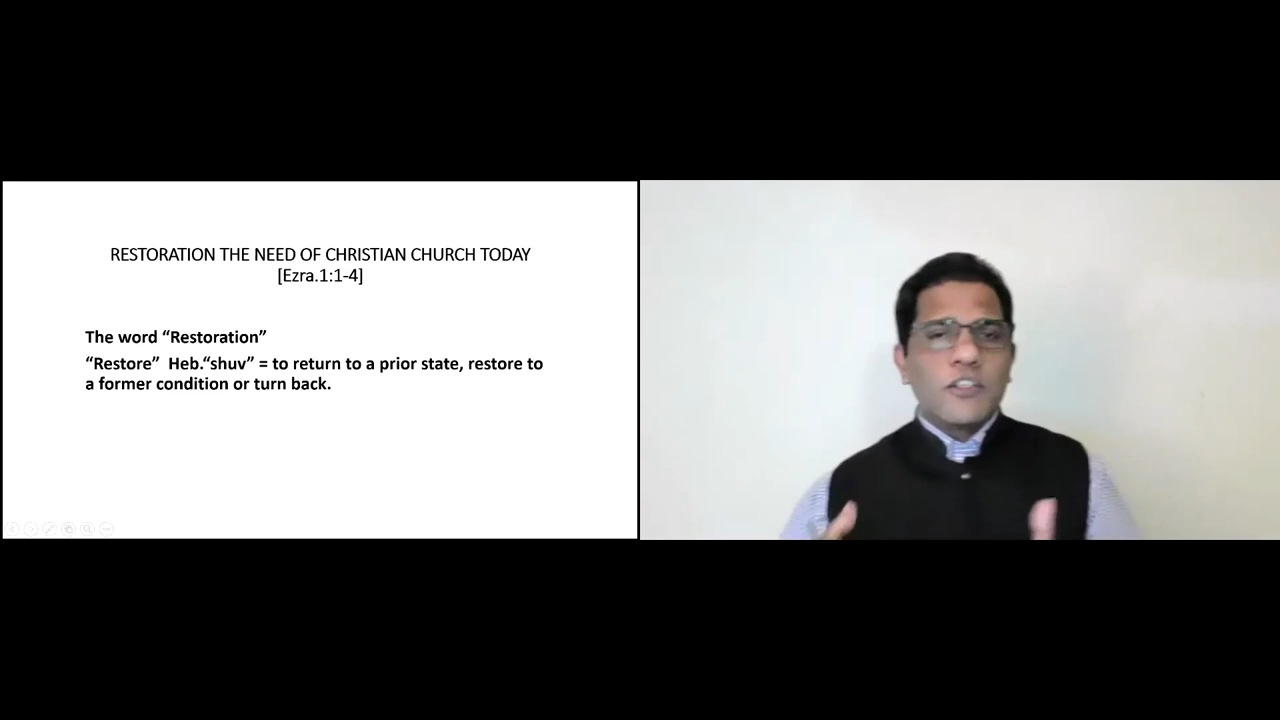 RESTORATION THE NEED OF CHRISTIAN CHURCH TODAY
[Ezra.1:1-4]
The word “Restoration”
“Restore”  Heb.“shuv” = to return to a prior state, restore to
a former condition or turn back.